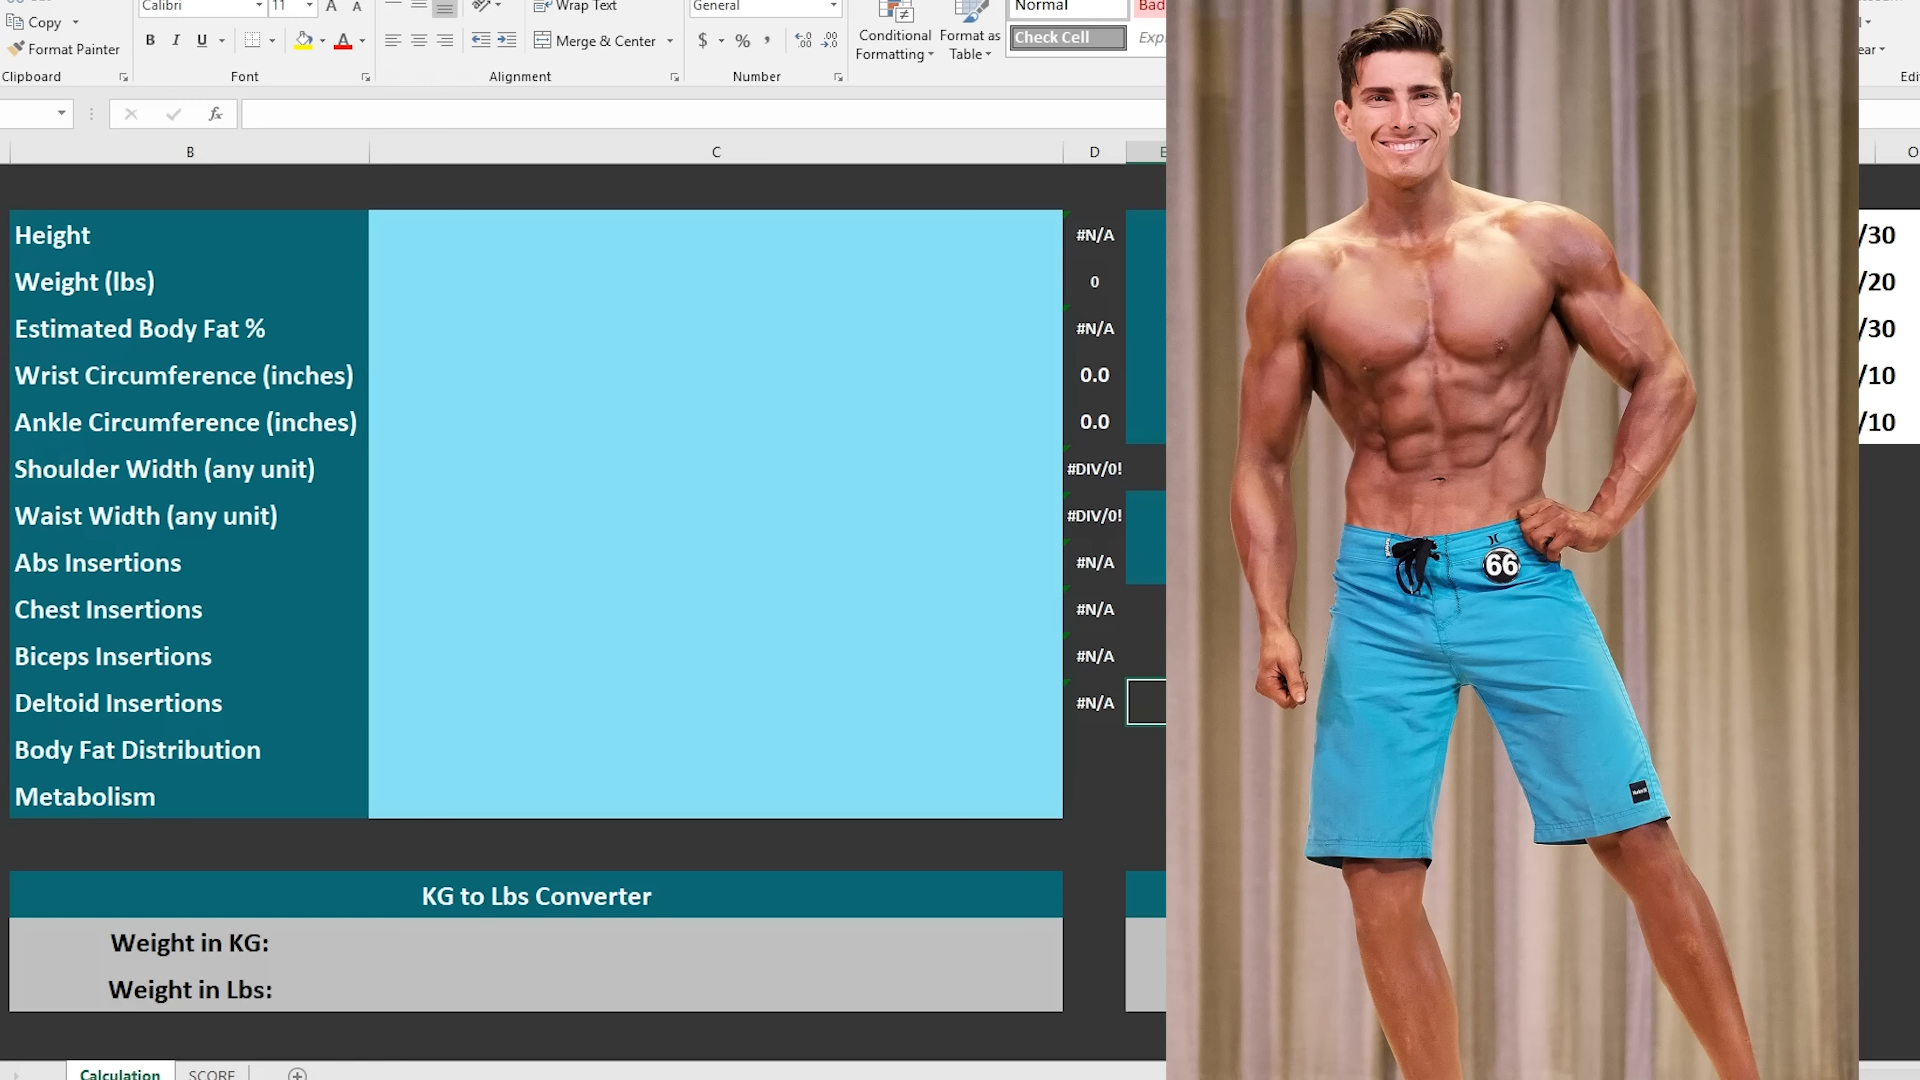 Calibri 11 A A Wrap Text General Normal Bad
Copy
Format Painter B I U A Merge & Center $ % , Conditional Formatting Format as Table Check Cell
Clipboard Font Alignment Number
fx
B C D
Height #N/A /30
Weight (lbs) 0 /20
Estimated Body Fat % #N/A /30
Wrist Circumference (inches) 0.0 /10
Ankle Circumference (inches) 0.0 /10
Shoulder Width (any unit) #DIV/0!
Waist Width (any unit) #DIV/0!
Abs Insertions #N/A
66
Chest Insertions #N/A
Biceps Insertions #N/A
Deltoid Insertions #N/A
Body Fat Distribution
Metabolism
KG to Lbs Converter
Weight in KG:
Weight in Lbs:
Calculation SCORE